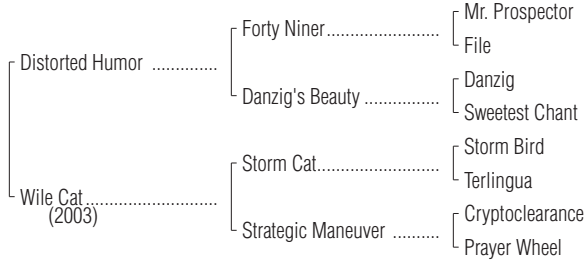 Mr. Prospector
Forty Niner......................
File
Distorted Humor .............
Danzig
Danzig's Beauty ...............
Sweetest Chant
Storm Bird
Storm Cat........................
Terlingua
Wile Cat..........................
(2003)
Cryptoclearance
Strategic Maneuver ..........
Prayer Wheel